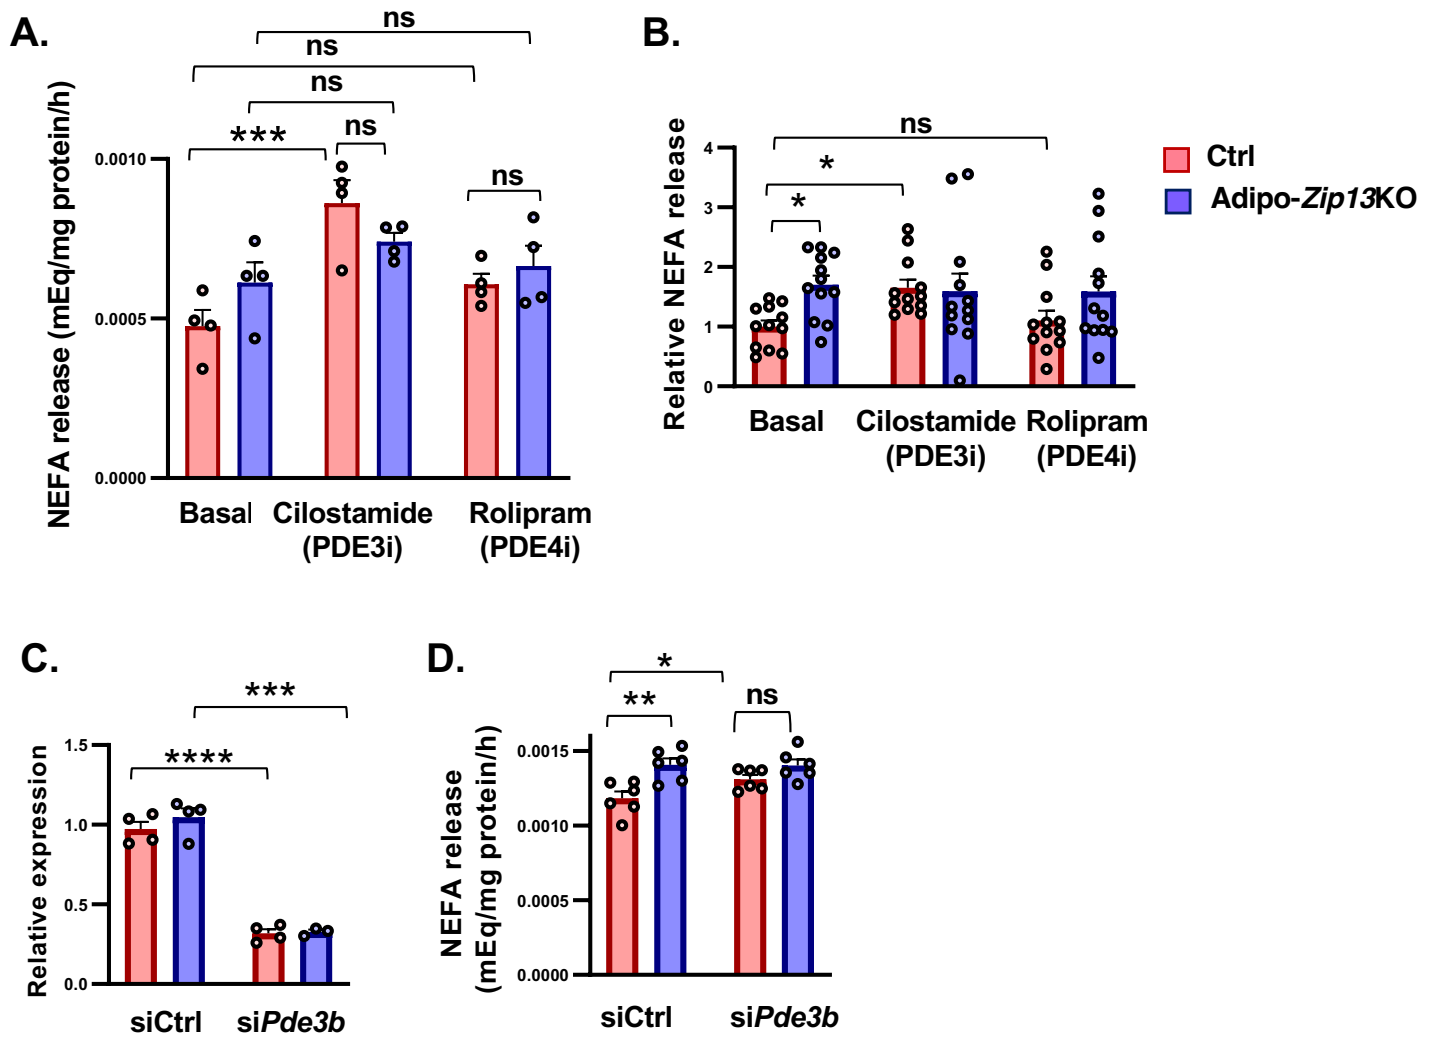 A.
ns
ns
ns
***
ns
ns
NEFA release (mEq/mg protein/h)
0.0010
0.0005
0.0000
Basal
Cilostamide
(PDE3i)
Rolipram
(PDE4i)
B.
ns
*
*
Relative NEFA release
4
3
2
1
0
Basal
Cilostamide
(PDE3i)
Rolipram
(PDE4i)
Ctrl
Adipo-Zip13KO
C.
***
****
Relative expression
1.5
1.0
0.5
0.0
siCtrl
siPde3b
D.
*
**
ns
NEFA release
(mEq/mg protein/h)
0.0015
0.0010
0.0005
0.0000
siCtrl
siPde3b